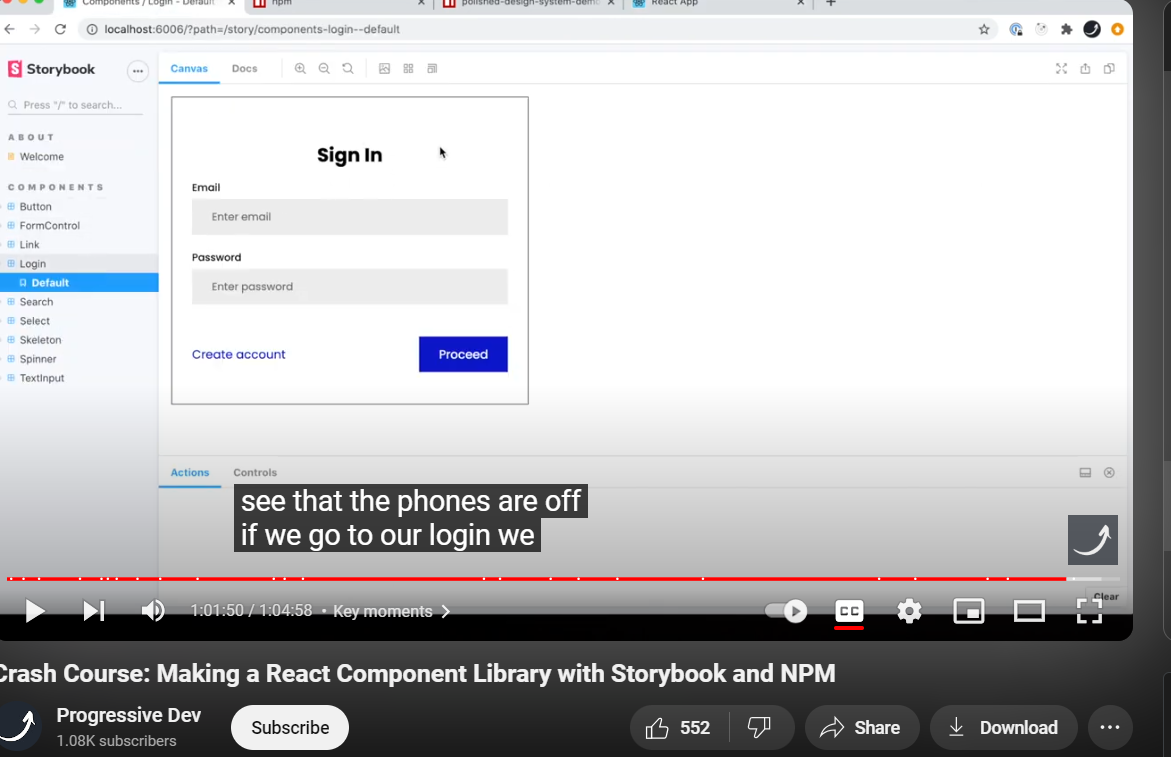 Components / Login - Default
npm
polished-design-system-demo
React App
localhost:6006/?path=/story/components-login--default
Storybook
Canvas
Docs
Press "/" to search...
ABOUT
Welcome
COMPONENTS
Button
FormControl
Link
Login
Default
Search
Select
Skeleton
Spinner
TextInput
Sign In
Email
Enter email
Password
Enter password
Create account
Proceed
Actions
Controls
see that the phones are off
if we go to our login we
Clear
1:01:50 / 1:04:58 • Key moments
CC
Crash Course: Making a React Component Library with Storybook and NPM
Progressive Dev
1.08K subscribers
Subscribe
552
Share
Download